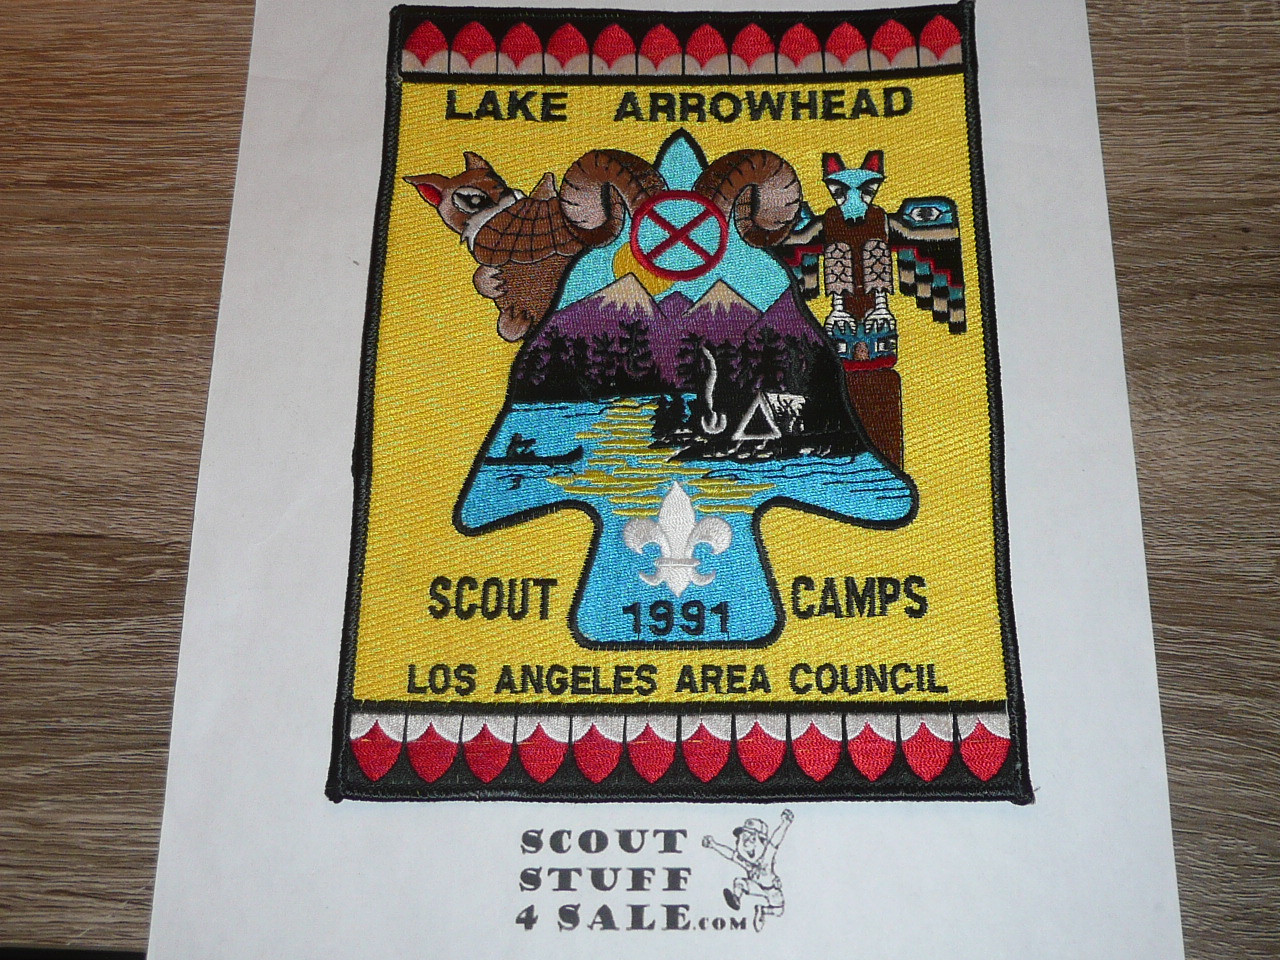 LAKE ARROWHEAD
SCOUT CAMPS
1991
LOS ANGELES AREA COUNCIL
SCOUT
STUFF
4 SALE.COM